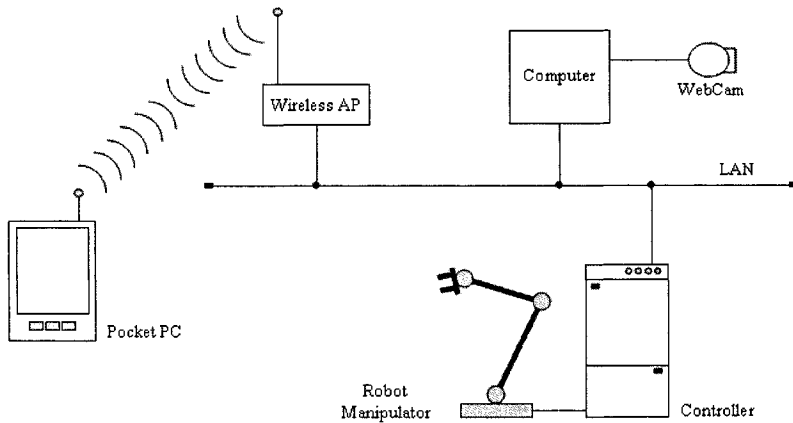 Computer
WebCam
Wireless AP
LAN
Pocket PC
Robot
Manipulator
Controller